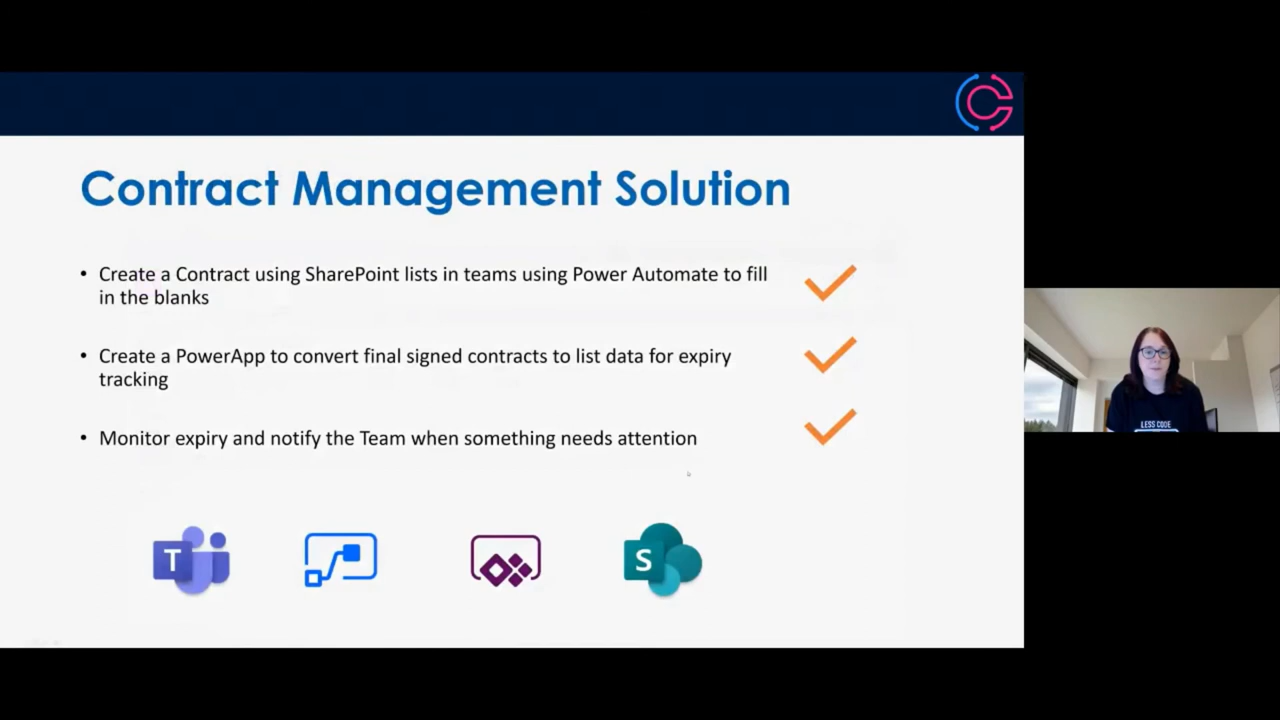 Contract Management Solution
• Create a Contract using SharePoint lists in teams using Power Automate to fill
in the blanks
• Create a PowerApp to convert final signed contracts to list data for expiry
tracking
• Monitor expiry and notify the Team when something needs attention
T
S
LESS CODE